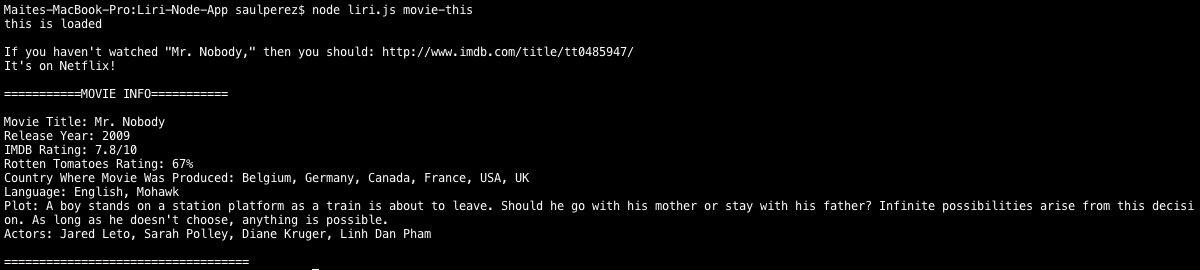 Maites-MacBook-Pro:Liri-Node-App saulperez$ node liri.js movie-this
this is loaded
If you haven't watched "Mr. Nobody," then you should: http://www.imdb.com/title/tt0485947/
It's on Netflix!
===========MOVIE INFO===========
Movie Title: Mr. Nobody
Release Year: 2009
IMDB Rating: 7.8/10
Rotten Tomatoes Rating: 67%
Country Where Movie Was Produced: Belgium, Germany, Canada, France, USA, UK
Language: English, Mohawk
Plot: A boy stands on a station platform as a train is about to leave. Should he go with his mother or stay with his father? Infinite possibilities arise from this decisi
on. As long as he doesn't choose, anything is possible.
Actors: Jared Leto, Sarah Polley, Diane Kruger, Linh Dan Pham
===================================